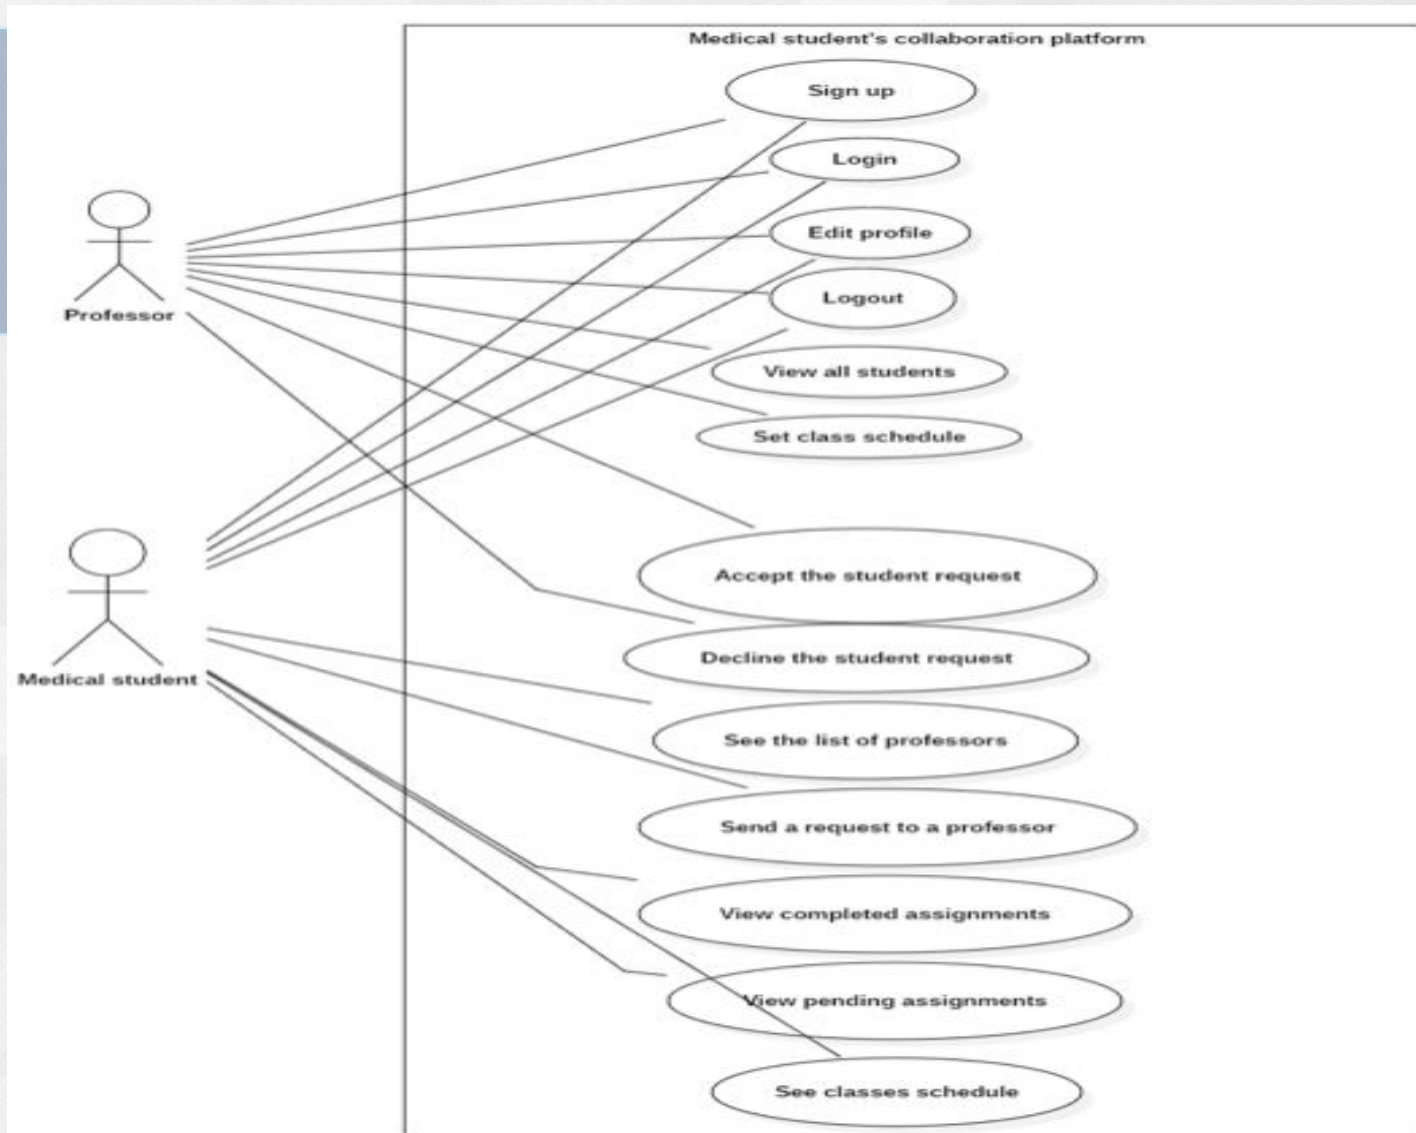 Medical student's collaboration platform
Sign up
Login
Edit profile
Logout
Professor
View all students
Set class schedule
Accept the student request
Decline the student request
Medical student
See the list of professors
Send a request to a professor
View completed assignments
View pending assignments
See classes schedule